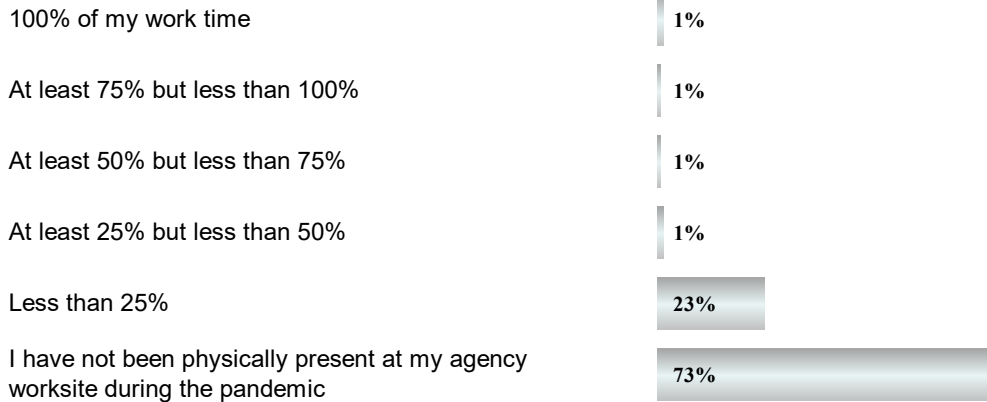 100% of my work time 1%
At least 75% but less than 100% 1%
At least 50% but less than 75% 1%
At least 25% but less than 50% 1%
Less than 25% 23%
I have not been physically present at my agency
worksite during the pandemic 73%